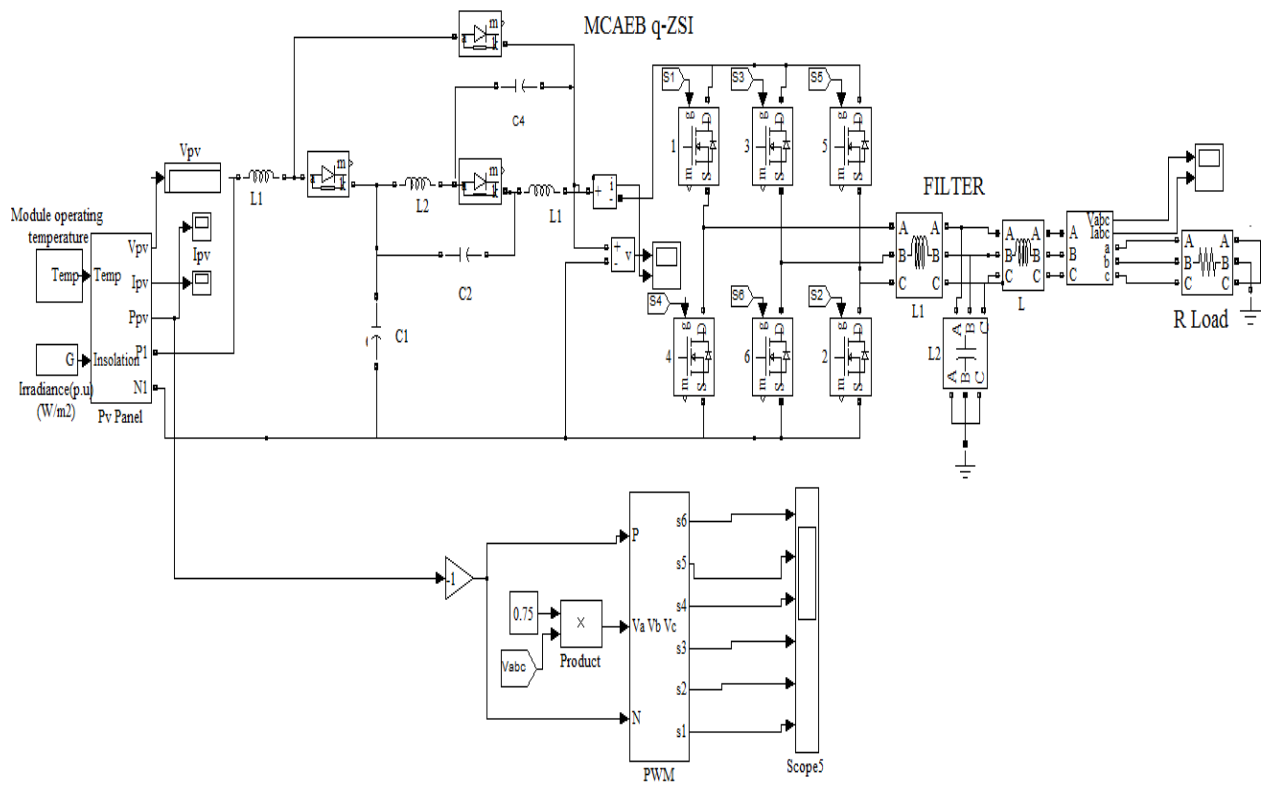 MCAEB q-ZSI
m
a k
C4
S1
S3
S5
g D
m S
1
g D
m S
3
g D
m S
5
Vpv
L1
m
a k
L2
m
a k
L1
+ i
-
FILTER
Module operating
temperature
Temp
Temp
Vpv
Ipv
Ppv
P1
N1
Insolation
Ipv
G
Irradiance(p.u)
(W/m2)
Pv Panel
C2
C1
+ v
-
S4
S6
S2
g D
m S
4
g D
m S
6
g D
m S
2
A A
B B
C C
L1
A A
B B
C C
L
Vabc
Iabc
A a
B b
C c
A A
B B
C C
R Load
L2
A B C
A B C
-1
P
Va Vb Vc
N
s6
s5
s4
s3
s2
s1
PWM
0.75
Vabc
×
Product
Scope5